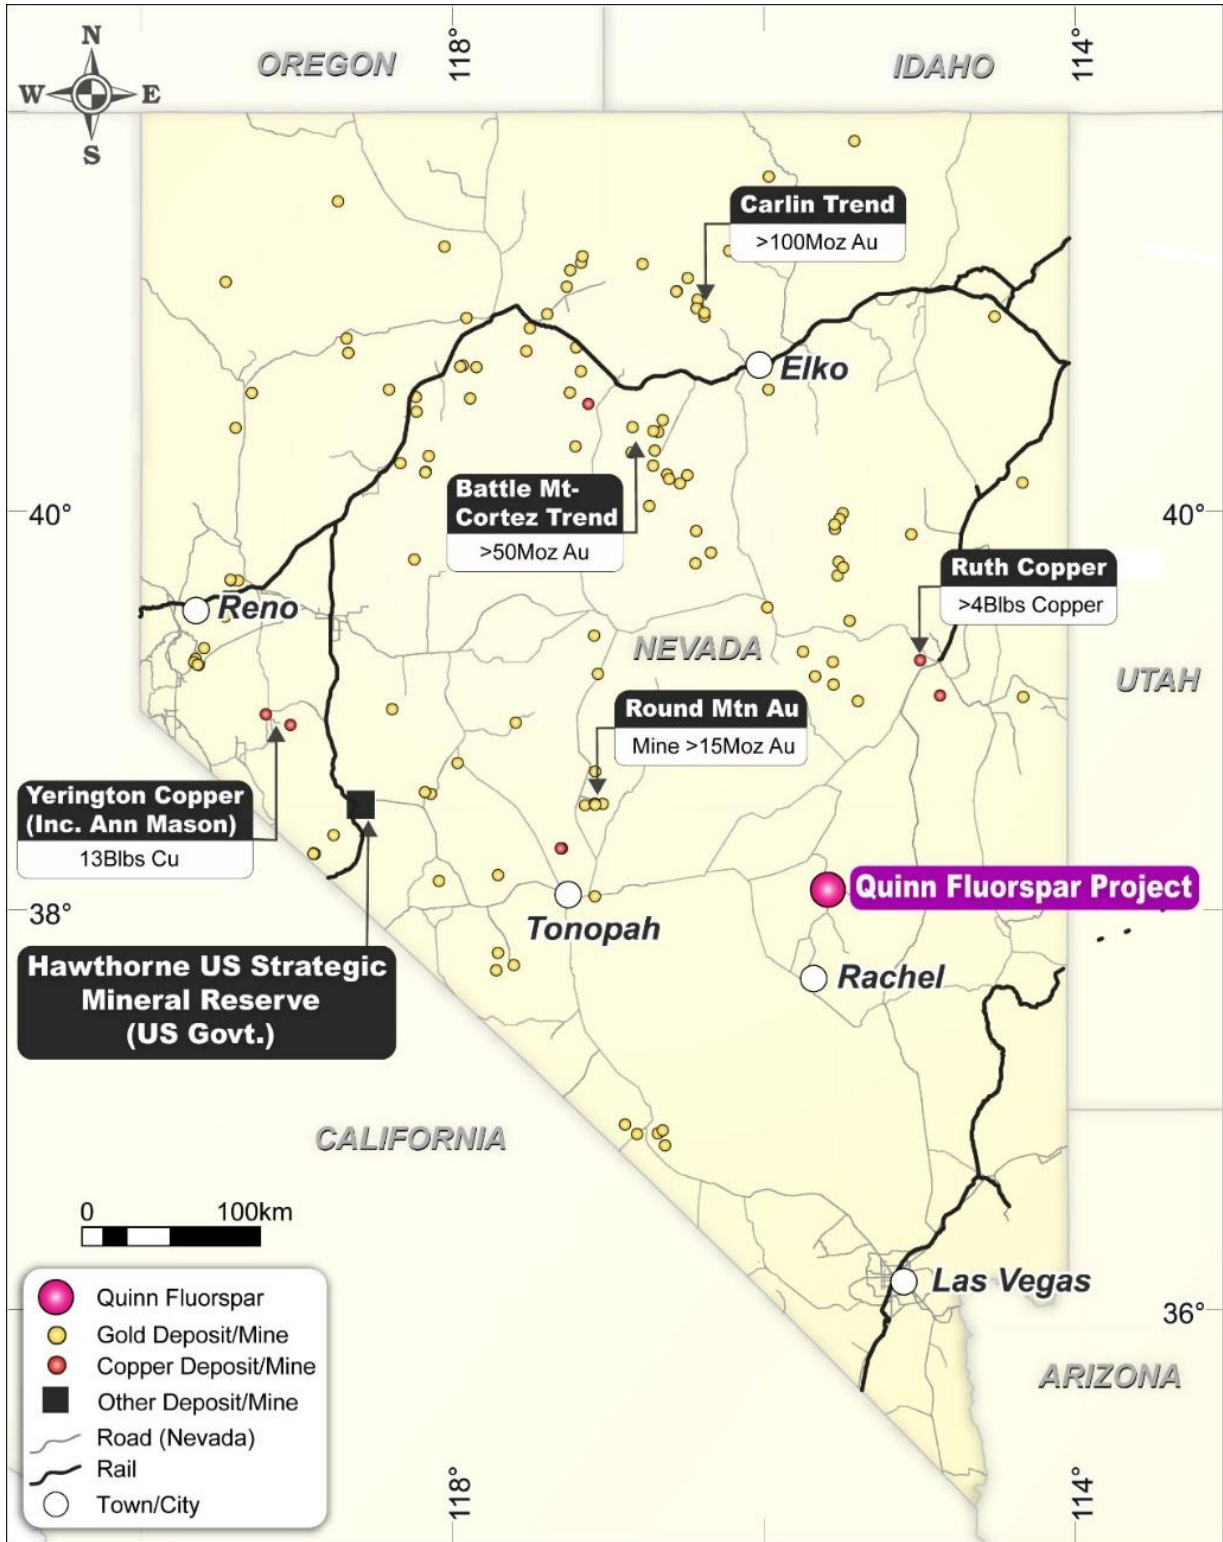 N
W E
S
OREGON
118°
IDAHO
114°
Carlin Trend
>100Moz Au
Elko
Battle Mt-
Cortez Trend
>50Moz Au
40°
40°
Ruth Copper
>4Blbs Copper
Reno
NEVADA
UTAH
Round Mtn Au
Mine >15Moz Au
Yerington Copper
(Inc. Ann Mason)
13Blbs Cu
Quinn Fluorspar Project
38°
Tonopah
Hawthorne US Strategic
Mineral Reserve
(US Govt.)
Rachel
CALIFORNIA
0 100km
Las Vegas
36°
ARIZONA
Quinn Fluorspar
Gold Deposit/Mine
Copper Deposit/Mine
Other Deposit/Mine
Road (Nevada)
Rail
Town/City
118°
114°